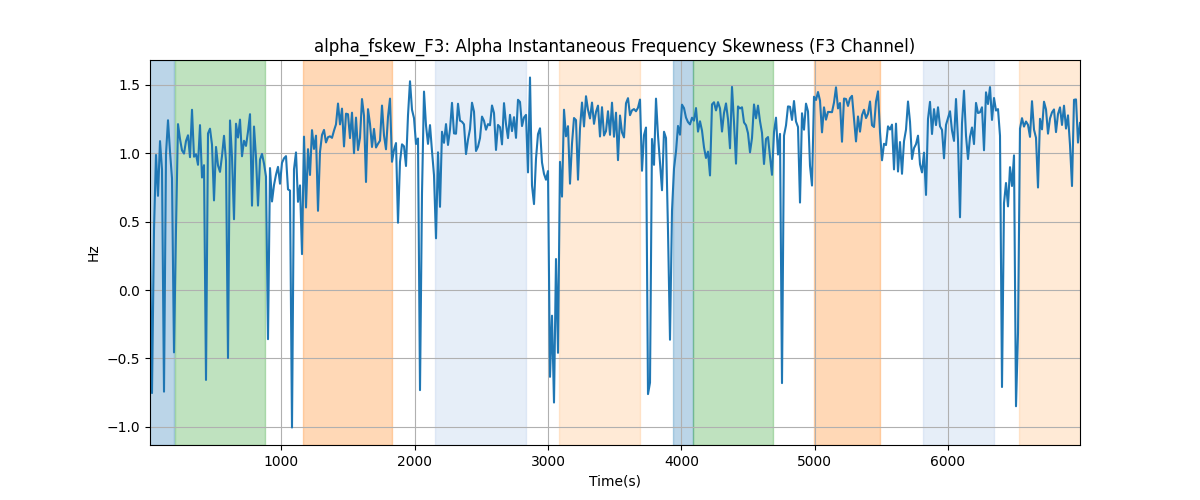 alpha_fskew_F3: Alpha Instantaneous Frequency Skewness (F3 Channel)
1.5
1.0
0.5
0.0
−0.5
−1.0
Hz
1000 2000 3000 4000 5000 6000
Time(s)